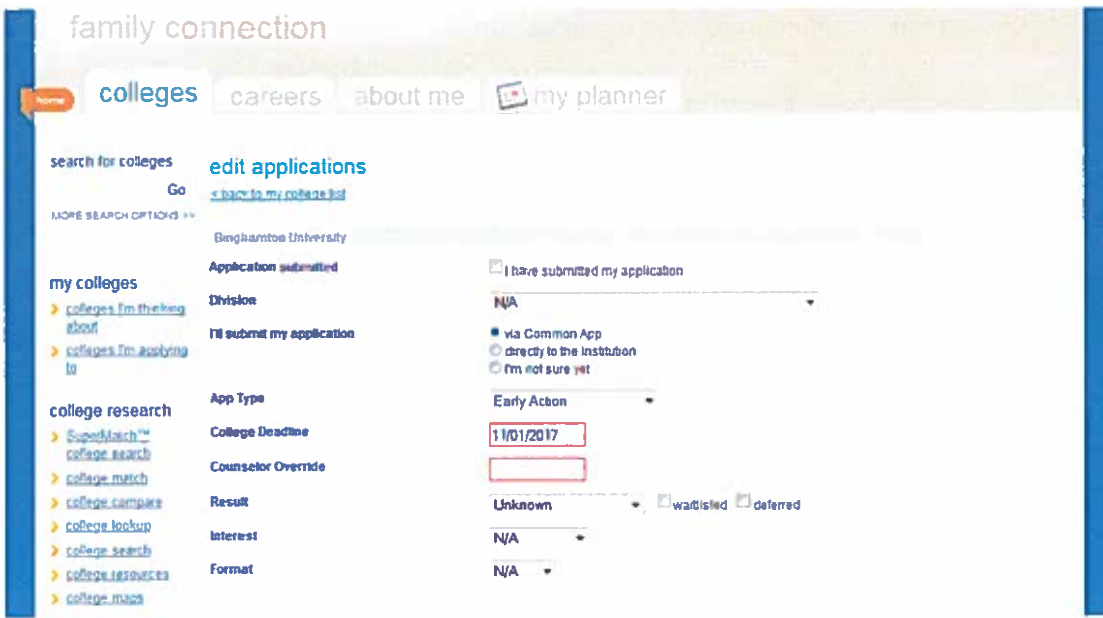 family connection
home
colleges
careers
about me
my planner
search for colleges
Go
MORE SEARCH OPTIONS >>
my colleges
colleges I'm thinking
about
colleges I'm applying
to
college research
SuperMatch™
college search
college match
college compare
college lookup
college search
college resources
college maps
edit applications
< back to my college list
Binghamton University
Application submitted
I have submitted my application
Division
N/A
I'll submit my application
via Common App
directly to the institution
I'm not sure yet
App Type
Early Action
College Deadline
11/01/2017
Counselor Override
Result
Unknown
waitlisted
deferred
Interest
N/A
Format
N/A